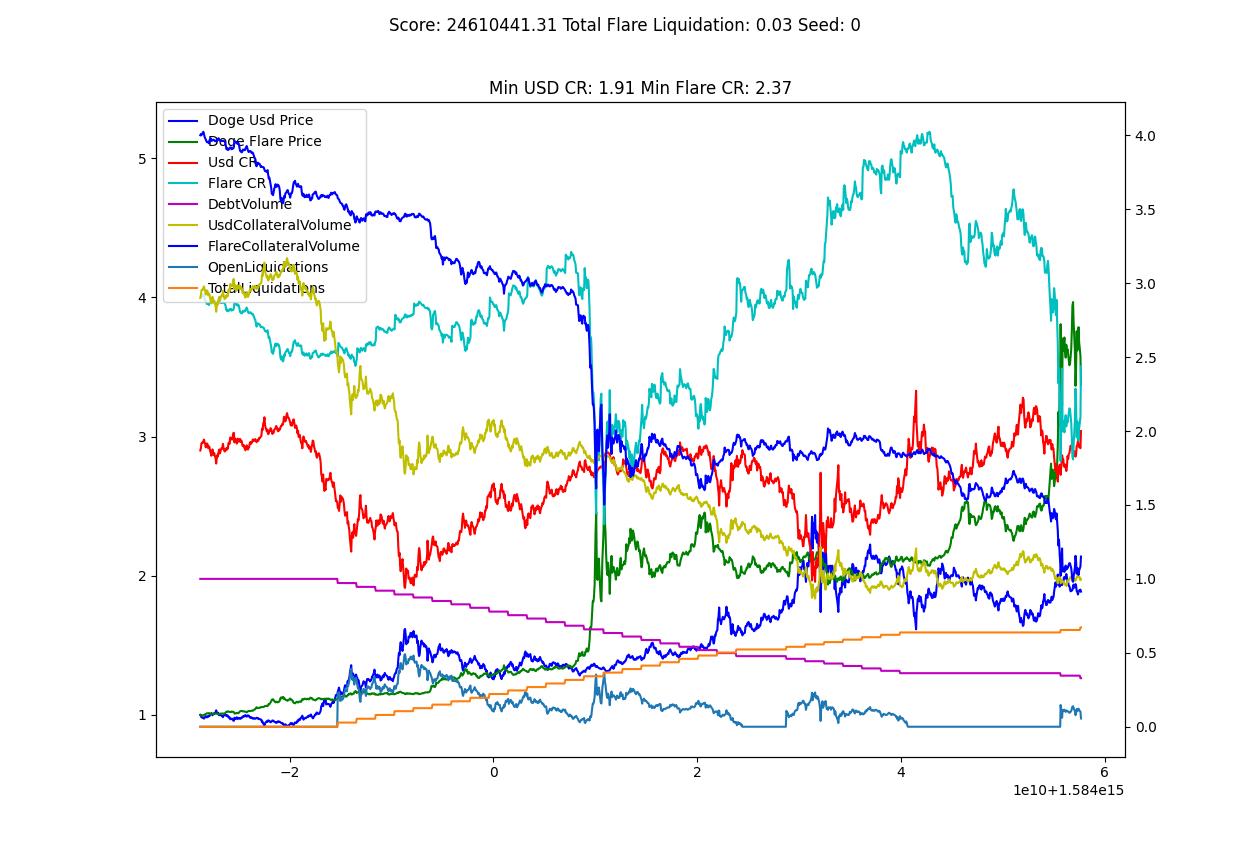 Score: 24610441.31 Total Flare Liquidation: 0.03 Seed: 0
Min USD CR: 1.91 Min Flare CR: 2.37
Doge Usd Price
Doge Flare Price
Usd CR
Flare CR
DebtVolume
UsdCollateralVolume
FlareCollateralVolume
OpenLiquidations
TotalLiquidations
5
4
3
2
1
4.0
3.5
3.0
2.5
2.0
1.5
1.0
0.5
0.0
−2
0
2
4
6
1e10+1.584e15